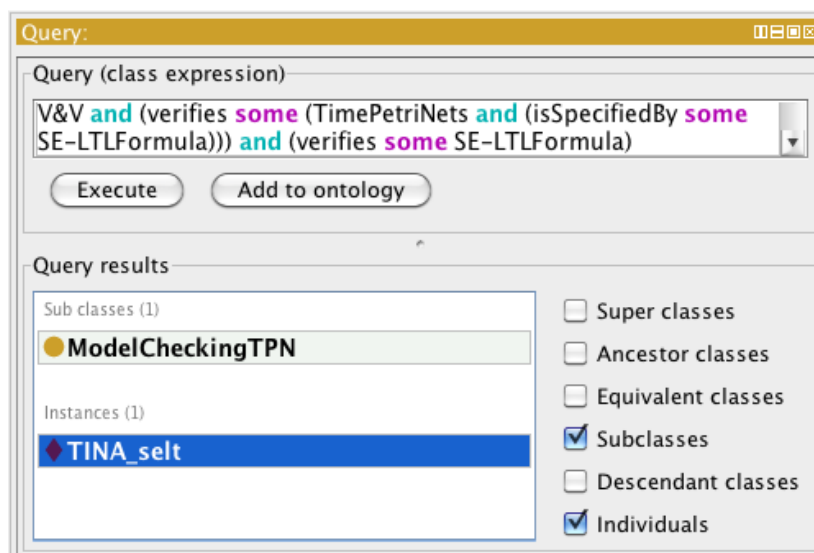 Query:
Query (class expression)
V&V and (verifies some (TimePetriNets and (isSpecifiedBy some
SE-LTLFormula))) and (verifies some SE-LTLFormula)
Execute
Add to ontology
Query results
Sub classes (1)
ModelCheckingTPN
Instances (1)
TINA_selt
Super classes
Ancestor classes
Equivalent classes
Subclasses
Descendant classes
Individuals